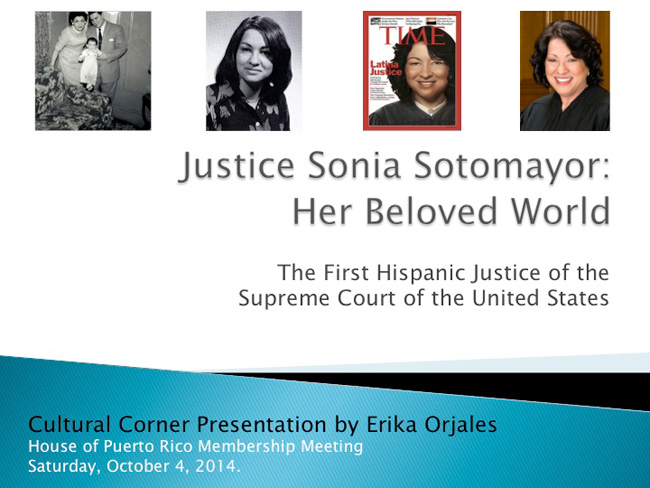 TIME
Latina
Justice
Justice Sonia Sotomayor:
Her Beloved World
The First Hispanic Justice of the
Supreme Court of the United States
Cultural Corner Presentation by Erika Orjales
House of Puerto Rico Membership Meeting
Saturday, October 4, 2014.